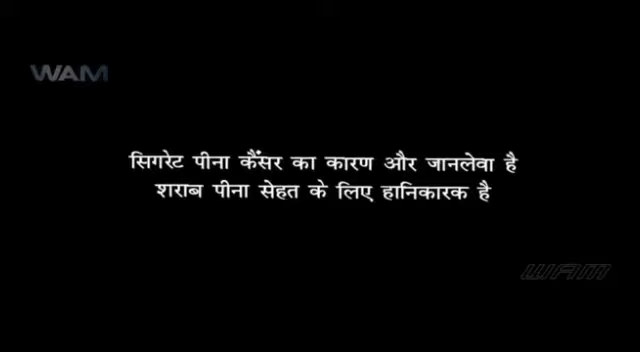 WAM
सिगरेट पीना कैंसर का कारण और जानलेवा है
शराब पीना सेहत के लिए हानिकारक है
WAM